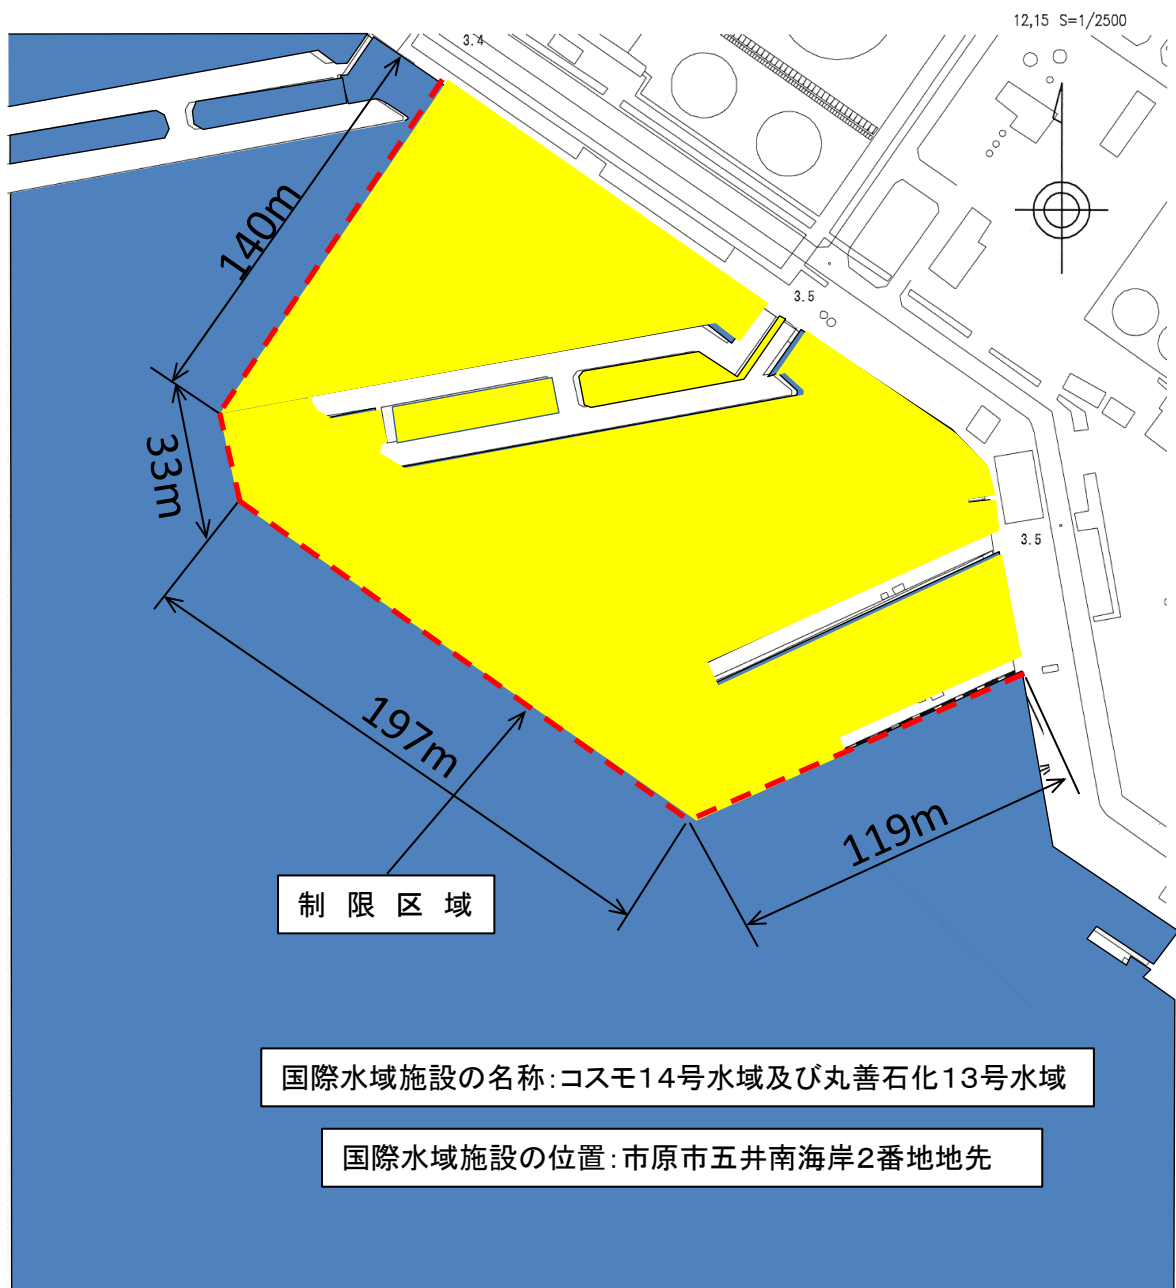 12,15 S=1/2500
3.4
140m
3.5
33m
3.5
197m
119m
制 限 区 域
国際水域施設の名称:コスモ14号水域及び丸善石化13号水域
国際水域施設の位置:市原市五井南海岸2番地地先